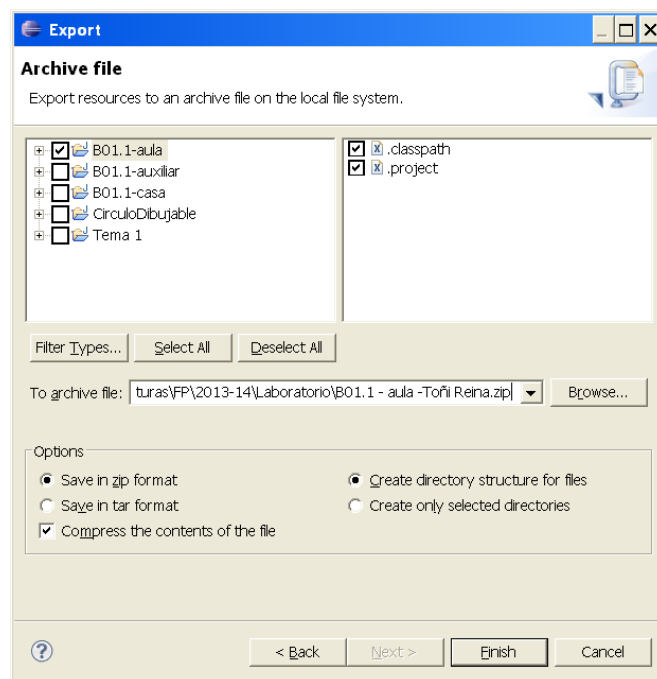 Export
Archive file
Export resources to an archive file on the local file system.
B01.1-aula
B01.1-auxiliar
B01.1-casa
CirculoDibujable
Tema 1
.classpath
.project
Filter Types...
Select All
Deselect All
To archive file:
turas\FP\2013-14\Laboratorio\B01.1 - aula -Toñi Reina.zip
Browse...
Options
Save in zip format
Save in tar format
Compress the contents of the file
Create directory structure for files
Create only selected directories
< Back
Next >
Finish
Cancel